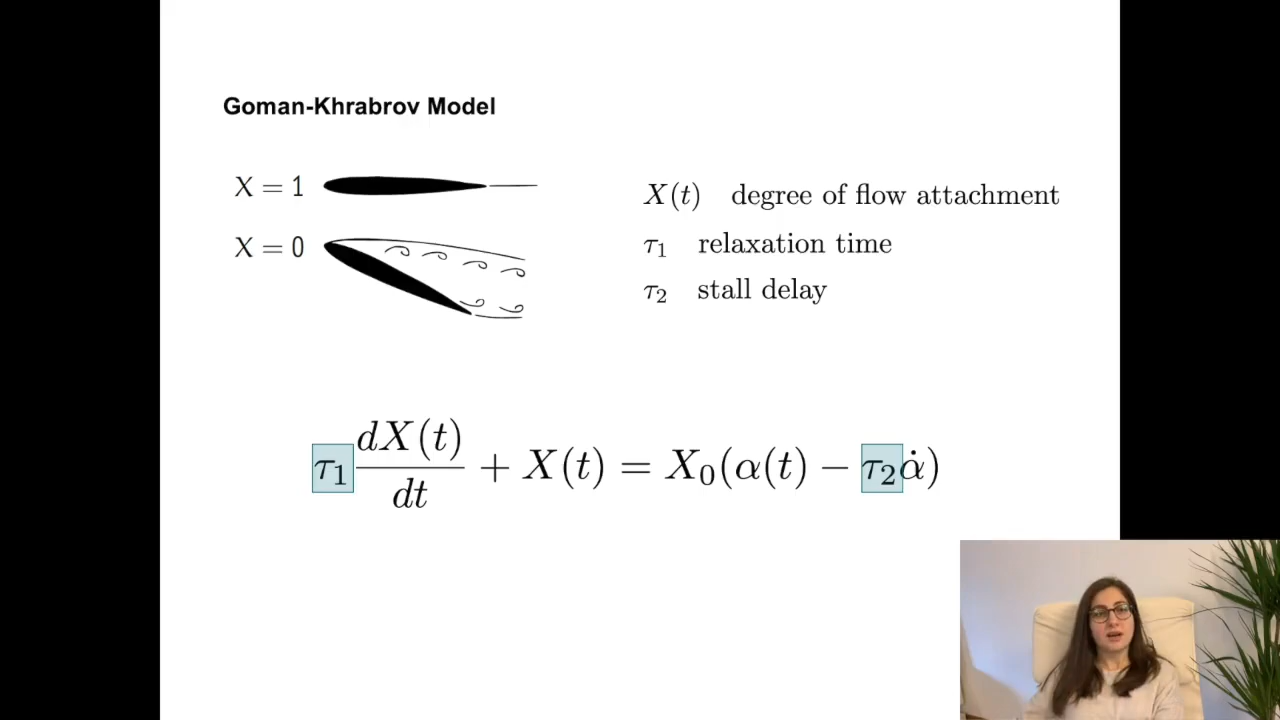 Goman-Khrabrov Model
X = 1
X = 0
X(t) degree of flow attachment
τ₁ relaxation time
τ₂ stall delay
τ₁ dX(t)/dt + X(t) = X₀(α(t) − τ₂α̇)